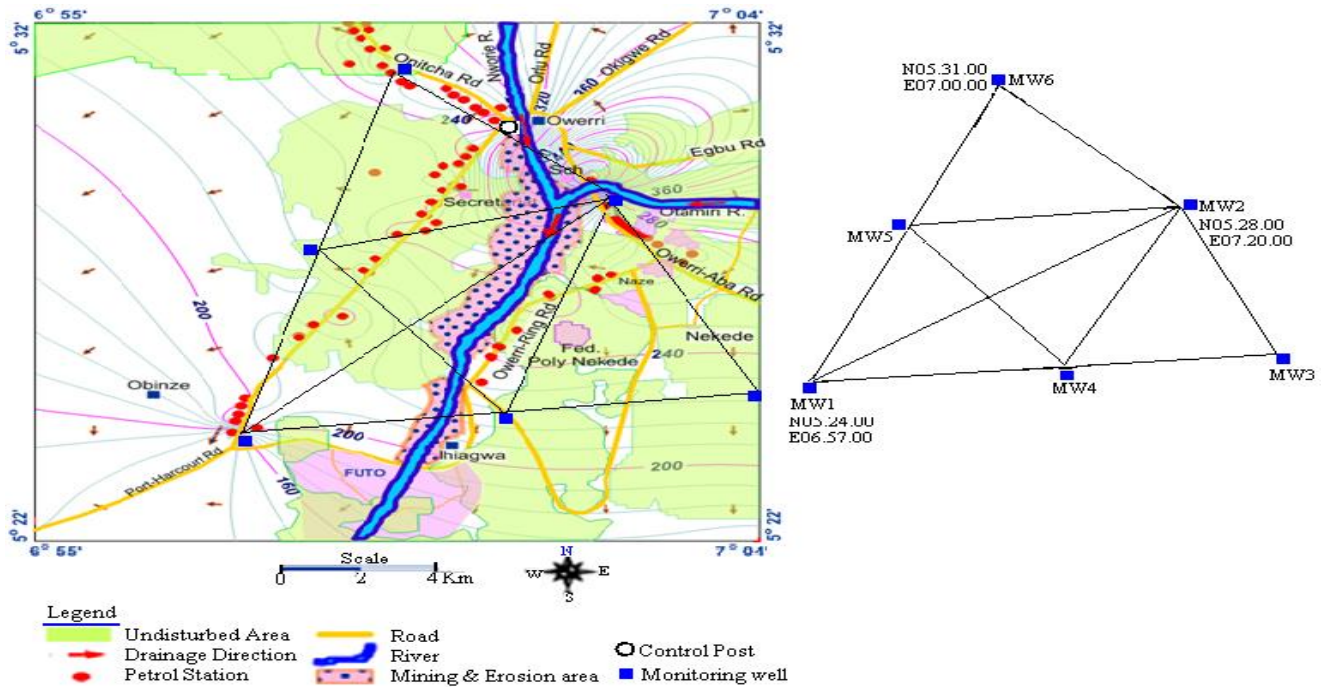 6° 55'
7° 04'
5° 32'
5° 32'
Onitcha Rd
Nworie R.
Orlu Rd
360 Okigwe Rd
320
240
Owerri
Egbu Rd
Sch
Secretar
360
Otamin R.
280
Owerri-Aba Rd
Naze
200
Owerri-Ring Rd
Nekede
Fed.
Poly Nekede
240
Obinze
200
Ihiagwa
200
FUTO
Port-Harcourt Rd
160
5° 22'
5° 22'
6° 55'
7° 04'
N05.31.00
E07.00.00
MW6
MW5
MW2
N05.28.00
E07.20.00
MW4
MW3
MW1
N05.24.00
E06.57.00
Scale
0 2 4 Km
N
W E
S
Legend
Undisturbed Area
Road
Drainage Direction
River
Control Post
Petrol Station
Mining & Erosion area
Monitoring well